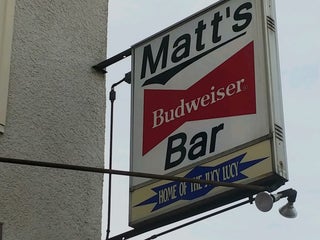 Matt's
Budweiser
Bar
HOME OF THE JUCY LUCY